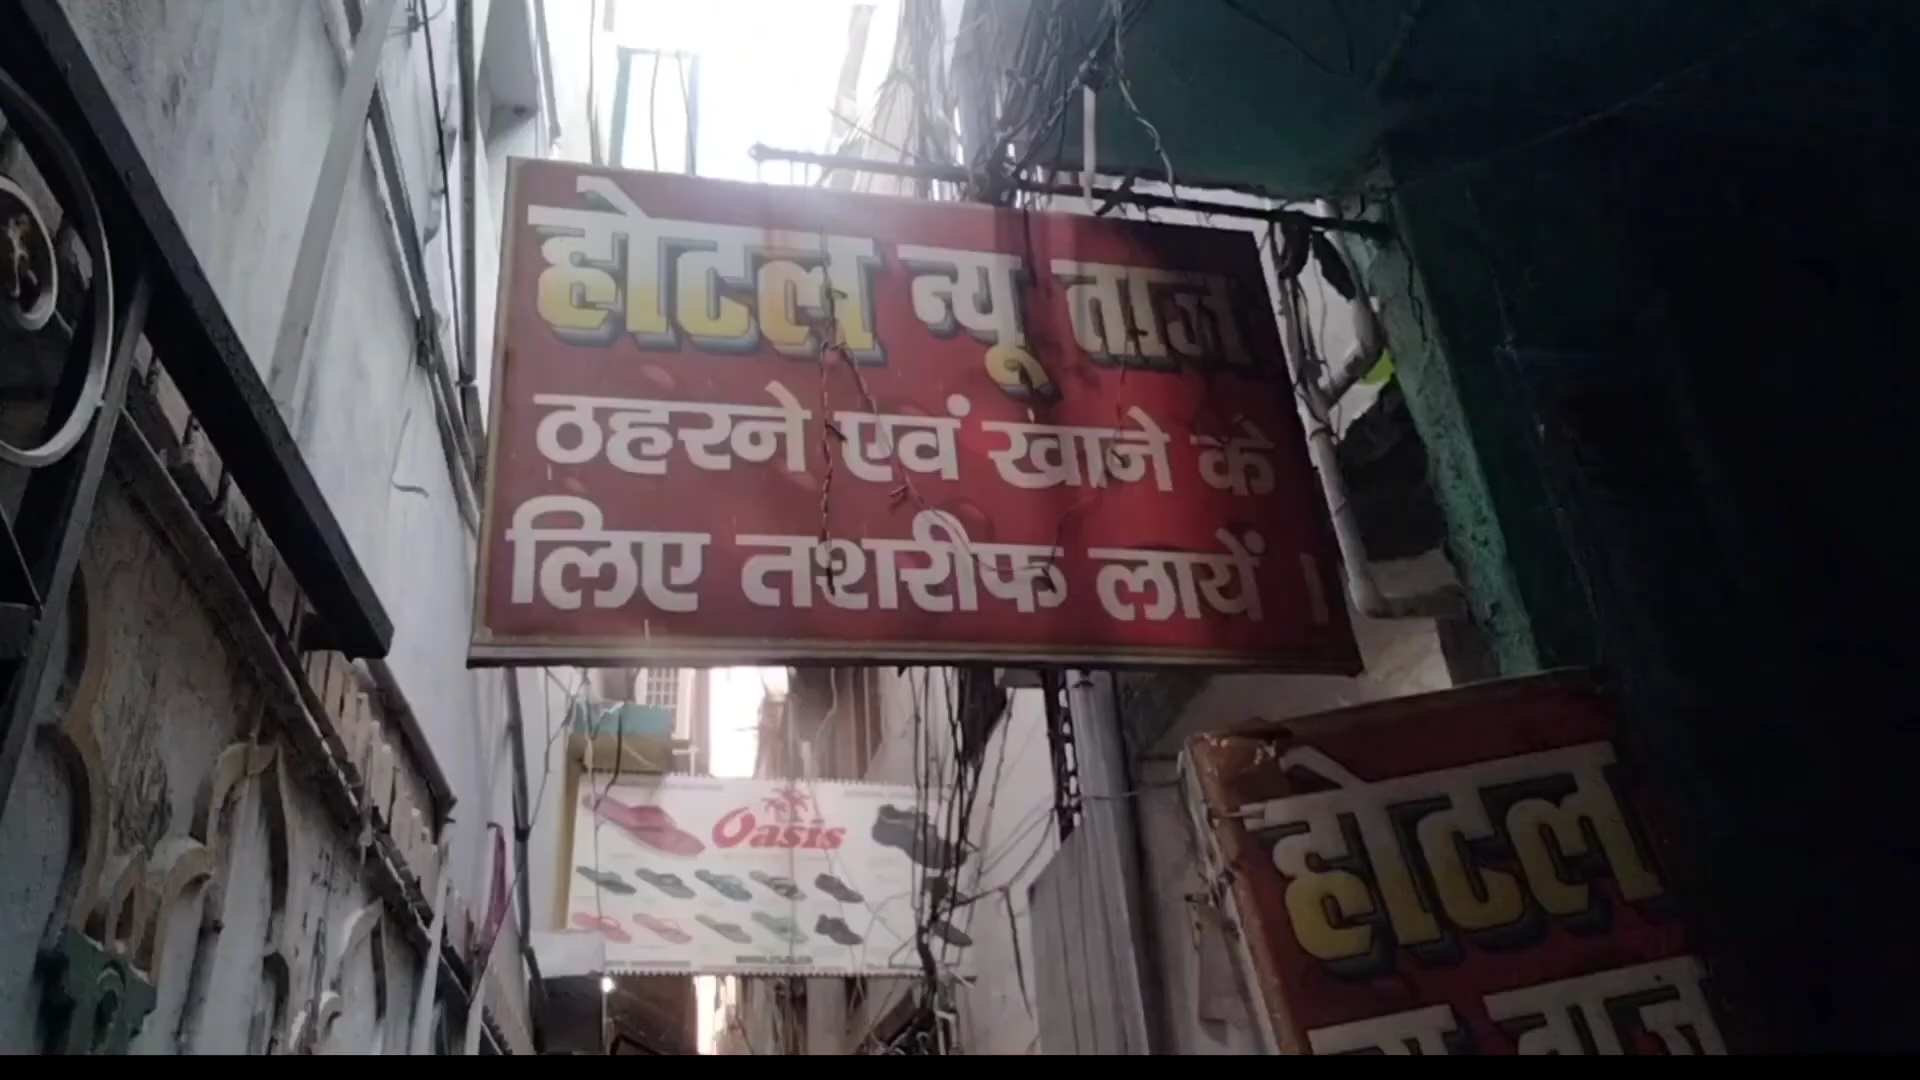 होटल न्यू ताज
ठहरने एवं खाने के
लिए तशरीफ लायें ।
Oasis
होटल
न्यू ताज